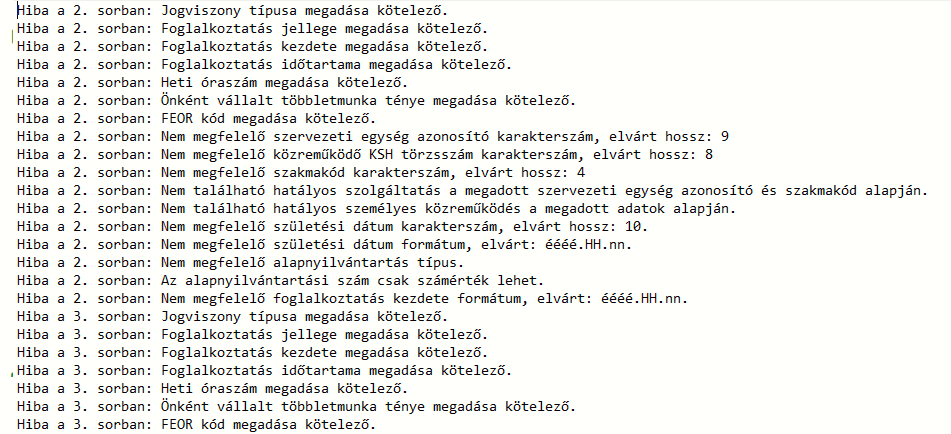 Hiba a 2. sorban: Jogviszony típusa megadása kötelező.
Hiba a 2. sorban: Foglalkoztatás jellege megadása kötelező.
Hiba a 2. sorban: Foglalkoztatás kezdete megadása kötelező.
Hiba a 2. sorban: Foglalkoztatás időtartama megadása kötelező.
Hiba a 2. sorban: Heti óraszám megadása kötelező.
Hiba a 2. sorban: Önként vállalt többletmunka ténye megadása kötelező.
Hiba a 2. sorban: FEOR kód megadása kötelező.
Hiba a 2. sorban: Nem megfelelő szervezeti egység azonosító karakterszám, elvárt hossz: 9
Hiba a 2. sorban: Nem megfelelő közreműködő KSH törzsszám karakterszám, elvárt hossz: 8
Hiba a 2. sorban: Nem megfelelő szakmakód karakterszám, elvárt hossz: 4
Hiba a 2. sorban: Nem található hatályos szolgáltatás a megadott szervezeti egység azonosító és szakmakód alapján.
Hiba a 2. sorban: Nem található hatályos személyes közreműködés a megadott adatok alapján.
Hiba a 2. sorban: Nem megfelelő születési dátum karakterszám, elvárt hossz: 10.
Hiba a 2. sorban: Nem megfelelő születési dátum formátum, elvárt: éééé.HH.nn.
Hiba a 2. sorban: Nem megfelelő alapnyilvántartás típus.
Hiba a 2. sorban: Az alapnyilvántartási szám csak számérték lehet.
Hiba a 2. sorban: Nem megfelelő foglalkoztatás kezdete formátum, elvárt: éééé.HH.nn.
Hiba a 3. sorban: Jogviszony típusa megadása kötelező.
Hiba a 3. sorban: Foglalkoztatás jellege megadása kötelező.
Hiba a 3. sorban: Foglalkoztatás kezdete megadása kötelező.
Hiba a 3. sorban: Foglalkoztatás időtartama megadása kötelező.
Hiba a 3. sorban: Heti óraszám megadása kötelező.
Hiba a 3. sorban: Önként vállalt többletmunka ténye megadása kötelező.
Hiba a 3. sorban: FEOR kód megadása kötelező.